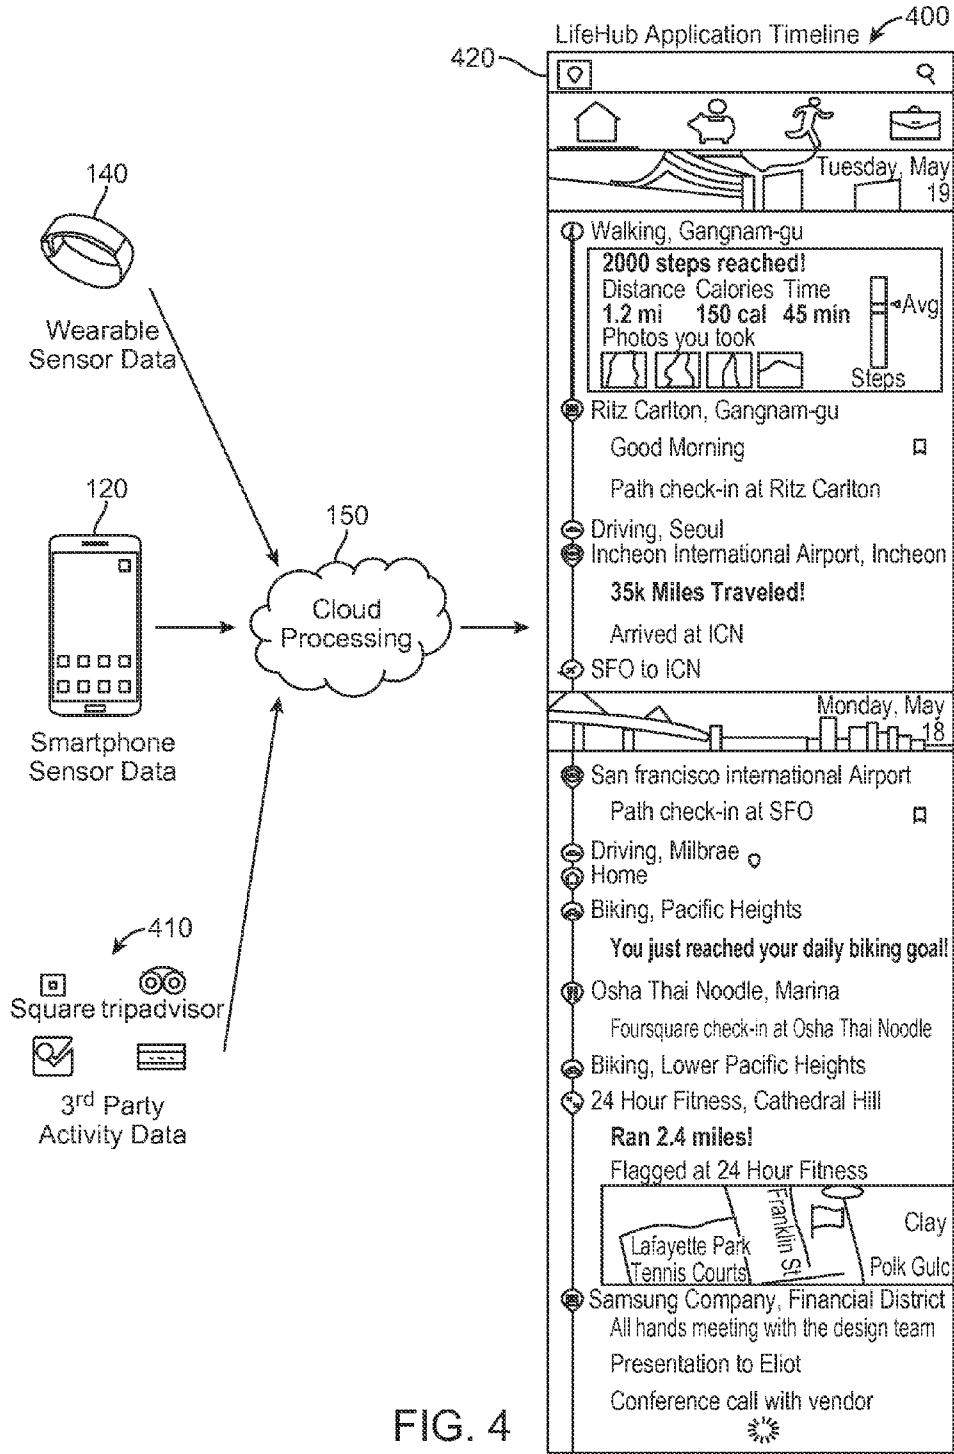 LifeHub Application Timeline
400
420
Tuesday, May
19
140
Wearable
Sensor Data
120
Smartphone
Sensor Data
150
Cloud
Processing
410
Square tripadvisor
3rd Party
Activity Data
Walking, Gangnam-gu
2000 steps reached!
Distance Calories Time
1.2 mi 150 cal 45 min
Avg
Photos you took
Steps
Ritz Carlton, Gangnam-gu
Good Morning
Path check-in at Ritz Carlton
Driving, Seoul
Incheon International Airport, Incheon
35k Miles Traveled!
Arrived at ICN
SFO to ICN
Monday, May
18
San francisco international Airport
Path check-in at SFO
Driving, Milbrae
Home
Biking, Pacific Heights
You just reached your daily biking goal!
Osha Thai Noodle, Marina
Foursquare check-in at Osha Thai Noodle
Biking, Lower Pacific Heights
24 Hour Fitness, Cathedral Hill
Ran 2.4 miles!
Flagged at 24 Hour Fitness
Franklin St
Clay
Lafayette Park
Tennis Courts
Polk Gulc
Samsung Company, Financial District
All hands meeting with the design team
Presentation to Eliot
Conference call with vendor
FIG. 4